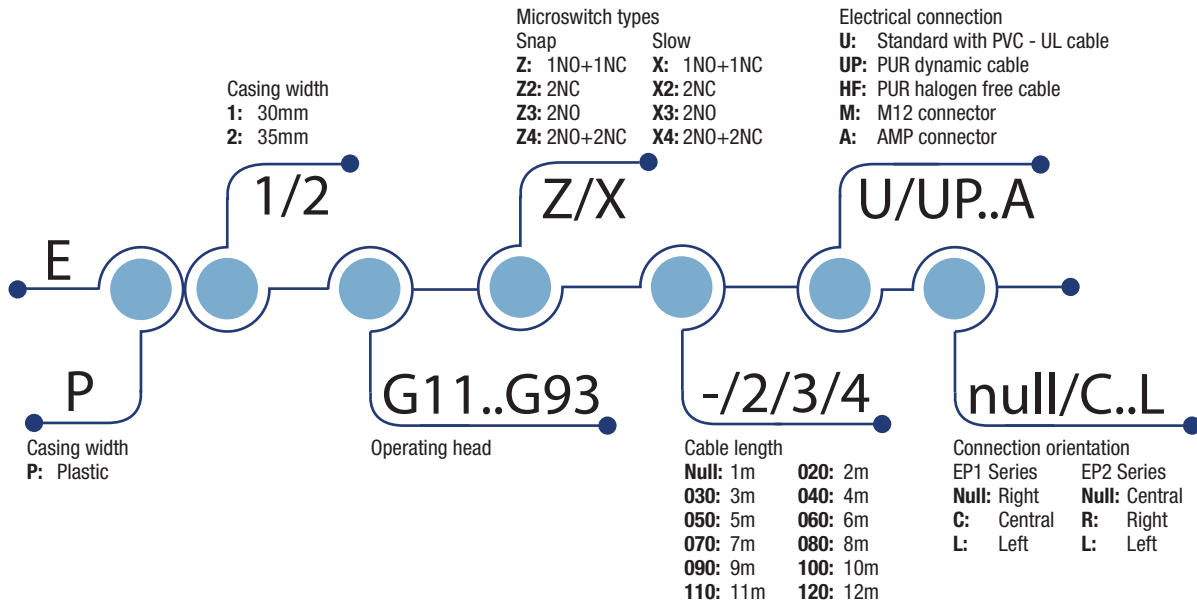 Microswitch types
Snap Slow
Z: 1NO+1NC X: 1NO+1NC
Z2: 2NC X2: 2NC
Z3: 2NO X3: 2NO
Z4: 2NO+2NC X4: 2NO+2NC
Electrical connection
U: Standard with PVC - UL cable
UP: PUR dynamic cable
HF: PUR halogen free cable
M: M12 connector
A: AMP connector
Casing width
1: 30mm
2: 35mm
1/2
Z/X
U/UP..A
E
P
G11..G93
-/2/3/4
null/C..L
Casing width
P: Plastic
Operating head
Cable length
Null: 1m 020: 2m
030: 3m 040: 4m
050: 5m 060: 6m
070: 7m 080: 8m
090: 9m 100: 10m
110: 11m 120: 12m
Connection orientation
EP1 Series EP2 Series
Null: Right Null: Central
C: Central R: Right
L: Left L: Left